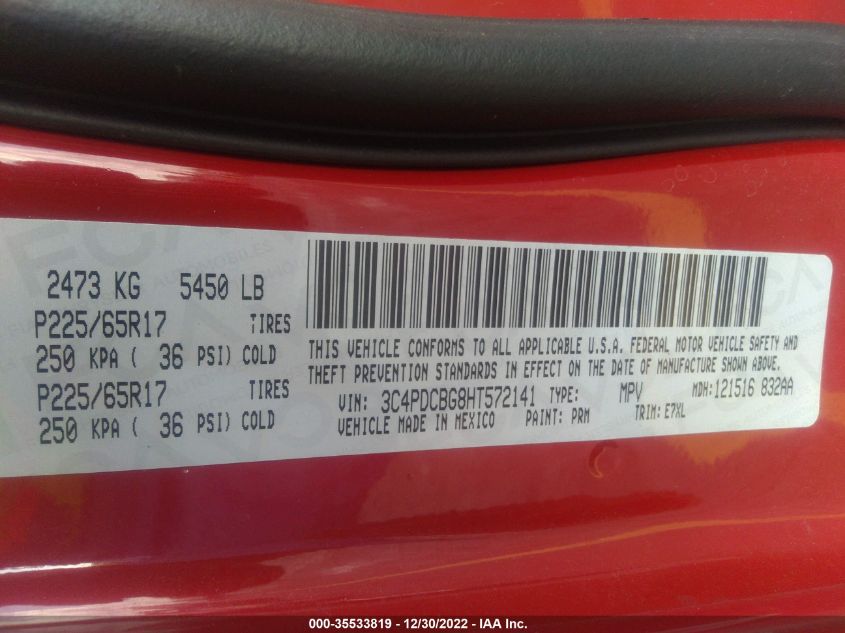 2473 KG 5450 LB
P225/65R17 TIRES
250 KPA ( 36 PSI) COLD
P225/65R17 TIRES
250 KPA ( 36 PSI) COLD
THIS VEHICLE CONFORMS TO ALL APPLICABLE U.S.A. FEDERAL MOTOR VEHICLE SAFETY AND
THEFT PREVENTION STANDARDS IN EFFECT ON THE DATE OF MANUFACTURE SHOWN ABOVE.
VIN: 3C4PDCBG8HT572141 TYPE: MPV MDH:121516 832AA
VEHICLE MADE IN MEXICO PAINT: PRM TRIM: E7XL
000-35533819 - 12/30/2022 - IAA Inc.